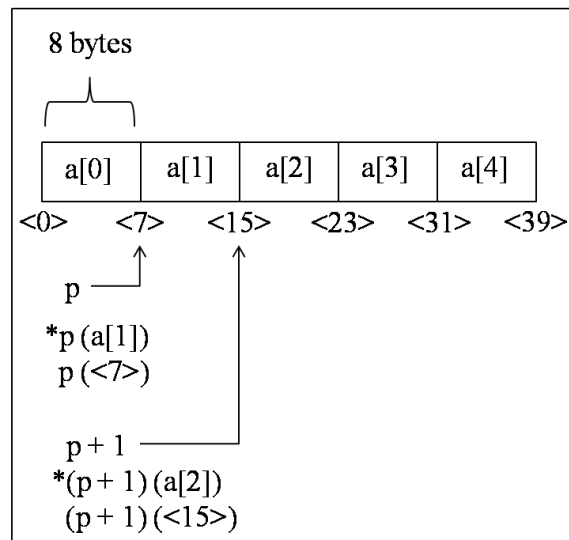 8 bytes
a[0] a[1] a[2] a[3] a[4]
<0> <7> <15> <23> <31> <39>
p
*p (a[1])
p (<7>)
p + 1
*(p + 1) (a[2])
(p + 1) (<15>)